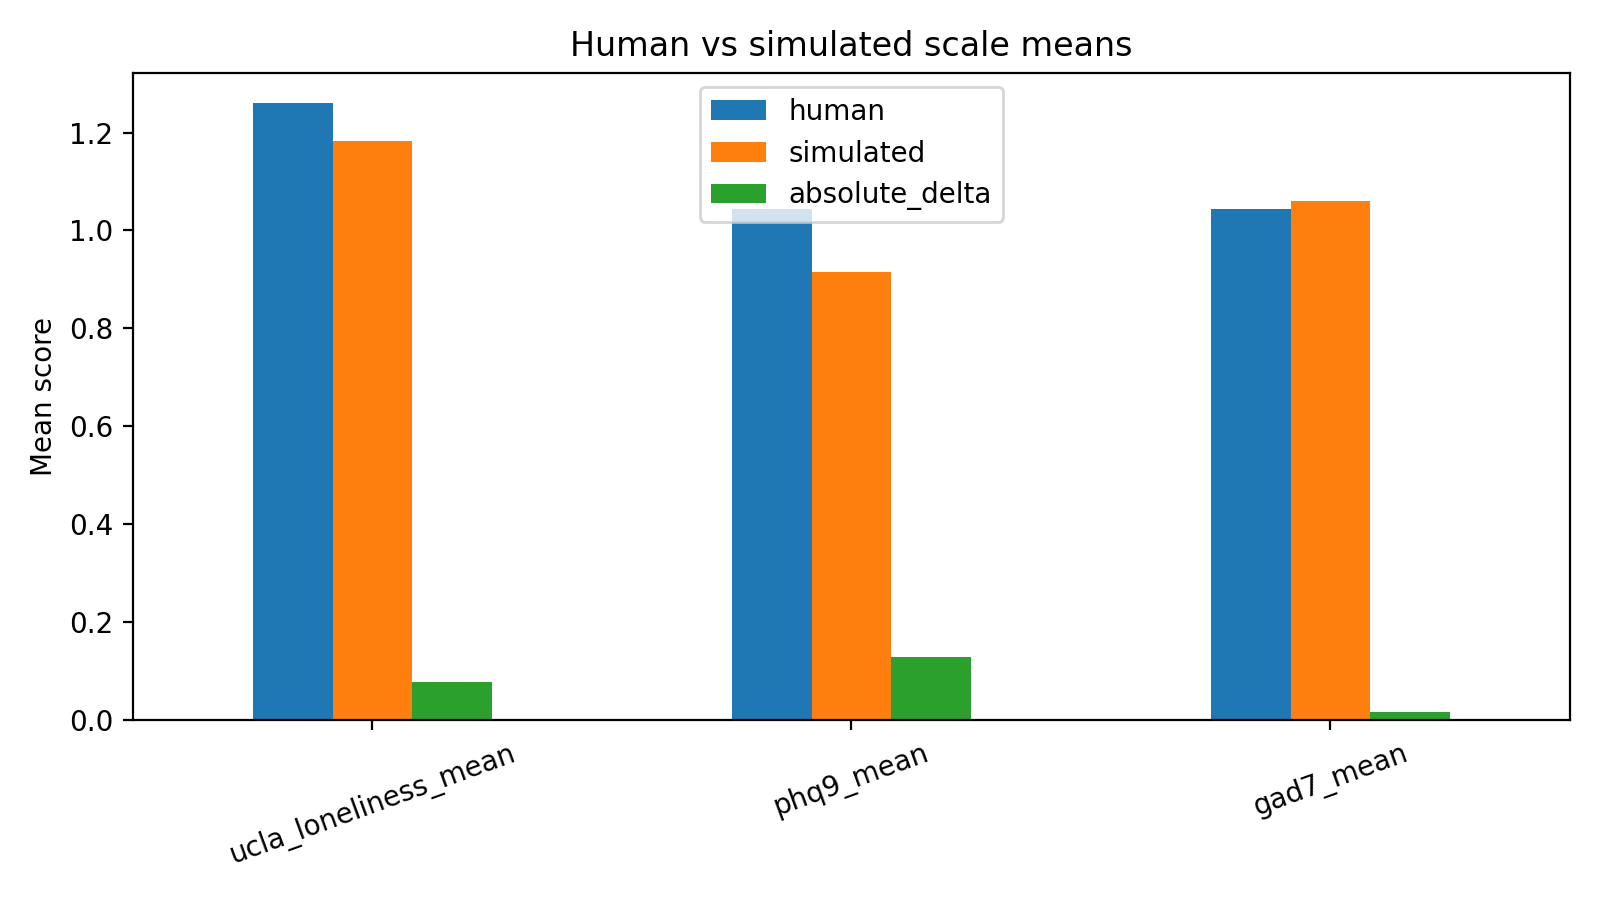 Human vs simulated scale means
human
simulated
absolute_delta
Mean score
1.2
1.0
0.8
0.6
0.4
0.2
0.0
ucla_loneliness_mean
phq9_mean
gad7_mean